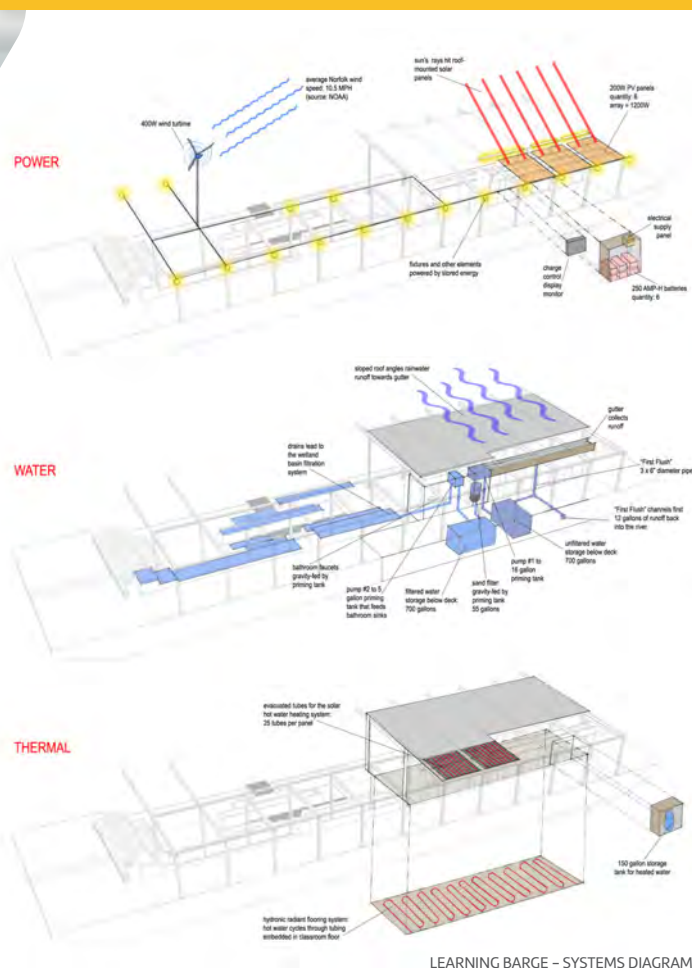 POWER
average Norfolk wind
speed: 10.5 MPH
(source: NOAA)
400W wind turbine
sun's rays hit roof-
mounted solar
panels
200W PV panels
quantity: 6
array = 1200W
electrical
supply
panel
fixtures and other elements
powered by stored energy
charge
control
display
monitor
250 AMP-H batteries
quantity: 6
WATER
sloped roof angles rainwater
runoff towards gutter
gutter
collects
runoff
drains lead to
the wetland
basin filtration
system
"First Flush"
3 x 6" diameter pipe
"First Flush" channels first
12 gallons of runoff back
into the river.
unfiltered water
storage below deck
700 gallons
bathroom faucets
gravity-fed by
priming tank
pump #1 to
16 gallon
priming tank
pump #2 to 5
gallon priming
tank that feeds
bathroom sinks
filtered water
storage below deck:
700 gallons
sand filter
gravity-fed by
priming tank
55 gallons
THERMAL
evacuated tubes for the solar
hot water heating system:
25 tubes per panel
150 gallon storage
tank for heated water
hydronic radiant flooring system:
hot water cycles through tubing
embedded in classroom floor
LEARNING BARGE – SYSTEMS DIAGRAM